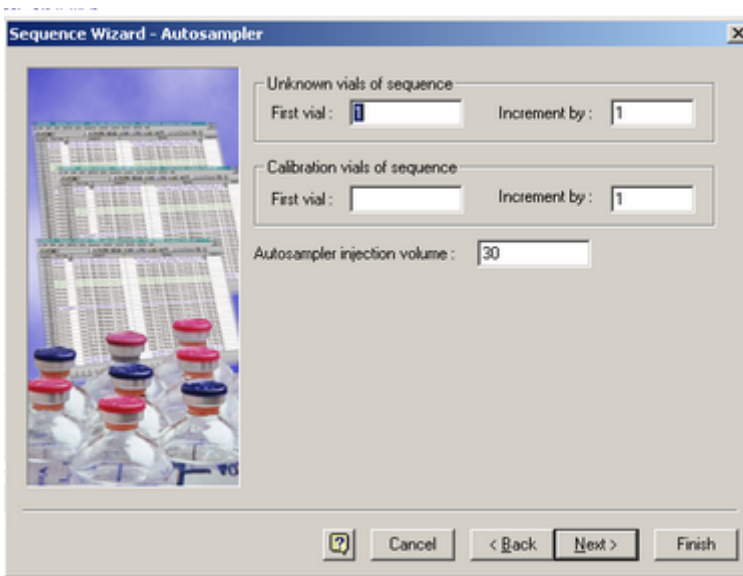 Sequence Wizard - Autosampler
Unknown vials of sequence
First vial : 1 Increment by : 1
Calibration vials of sequence
First vial : Increment by : 1
Autosampler injection volume : 30
Cancel < Back Next > Finish